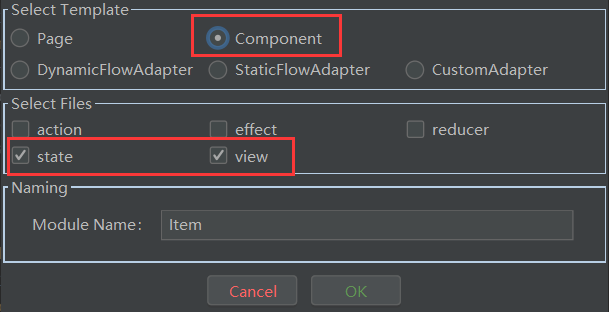 Select Template
Page Component
DynamicFlowAdapter StaticFlowAdapter CustomAdapter
Select Files
action effect reducer
state view
Naming
Module Name: Item
Cancel OK